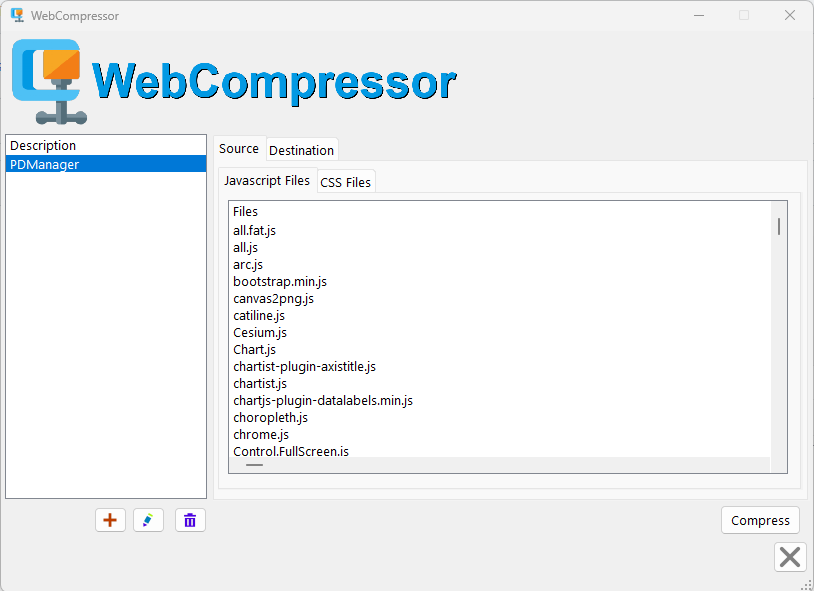 WebCompressor
WebCompressor
Description
PDManager
Source
Destination
Javascript Files
CSS Files
Files
all.fat.js
all.js
arc.js
bootstrap.min.js
canvas2png.js
catiline.js
Cesium.js
Chart.js
chartist-plugin-axistitle.js
chartist.js
chartjs-plugin-datalabels.min.js
choropleth.js
chrome.js
Control.FullScreen.js
Compress